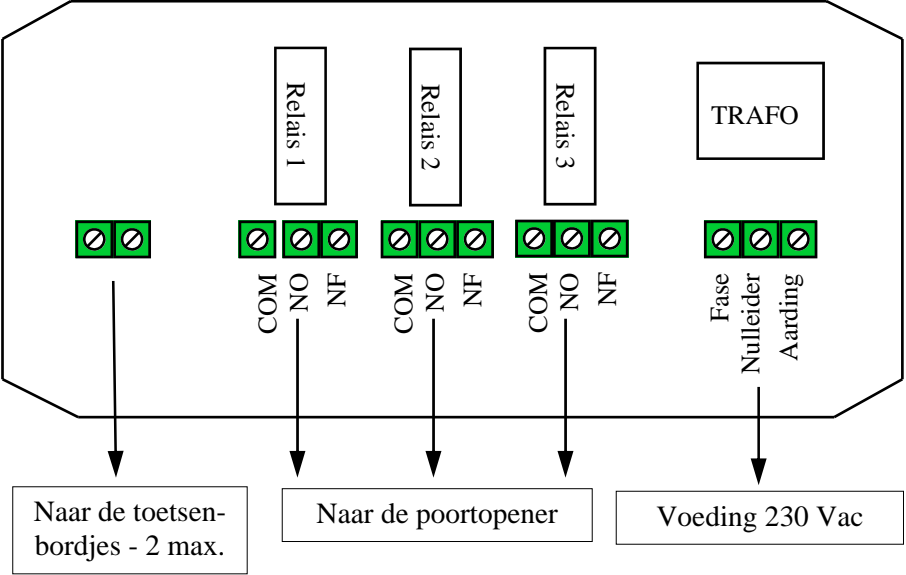 Relais 1
Relais 2
Relais 3
TRAFO
COM
NO
NF
COM
NO
NF
COM
NO
NF
Fase
Nulleider
Aarding
Naar de toetsen-
bordjes - 2 max.
Naar de poortopener
Voeding 230 Vac